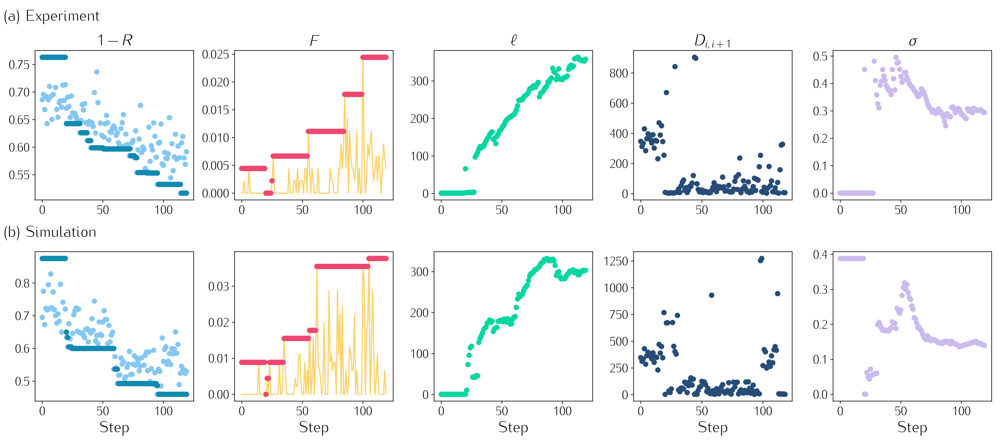 (a) Experiment
1 − R
F
ℓ
D_{i, i+1}
σ
0.75
0.70
0.65
0.60
0.55
0 50 100
0.025
0.020
0.015
0.010
0.005
0.000
0 50 100
300
200
100
0
0 50 100
800
600
400
200
0
0 50 100
0.5
0.4
0.3
0.2
0.1
0.0
0 50 100
(b) Simulation
0.8
0.7
0.6
0.5
0 50 100
Step
0.03
0.02
0.01
0.00
0 50 100
Step
300
200
100
0
0 50 100
Step
1250
1000
750
500
250
0
0 50 100
Step
0.4
0.3
0.2
0.1
0.0
0 50 100
Step